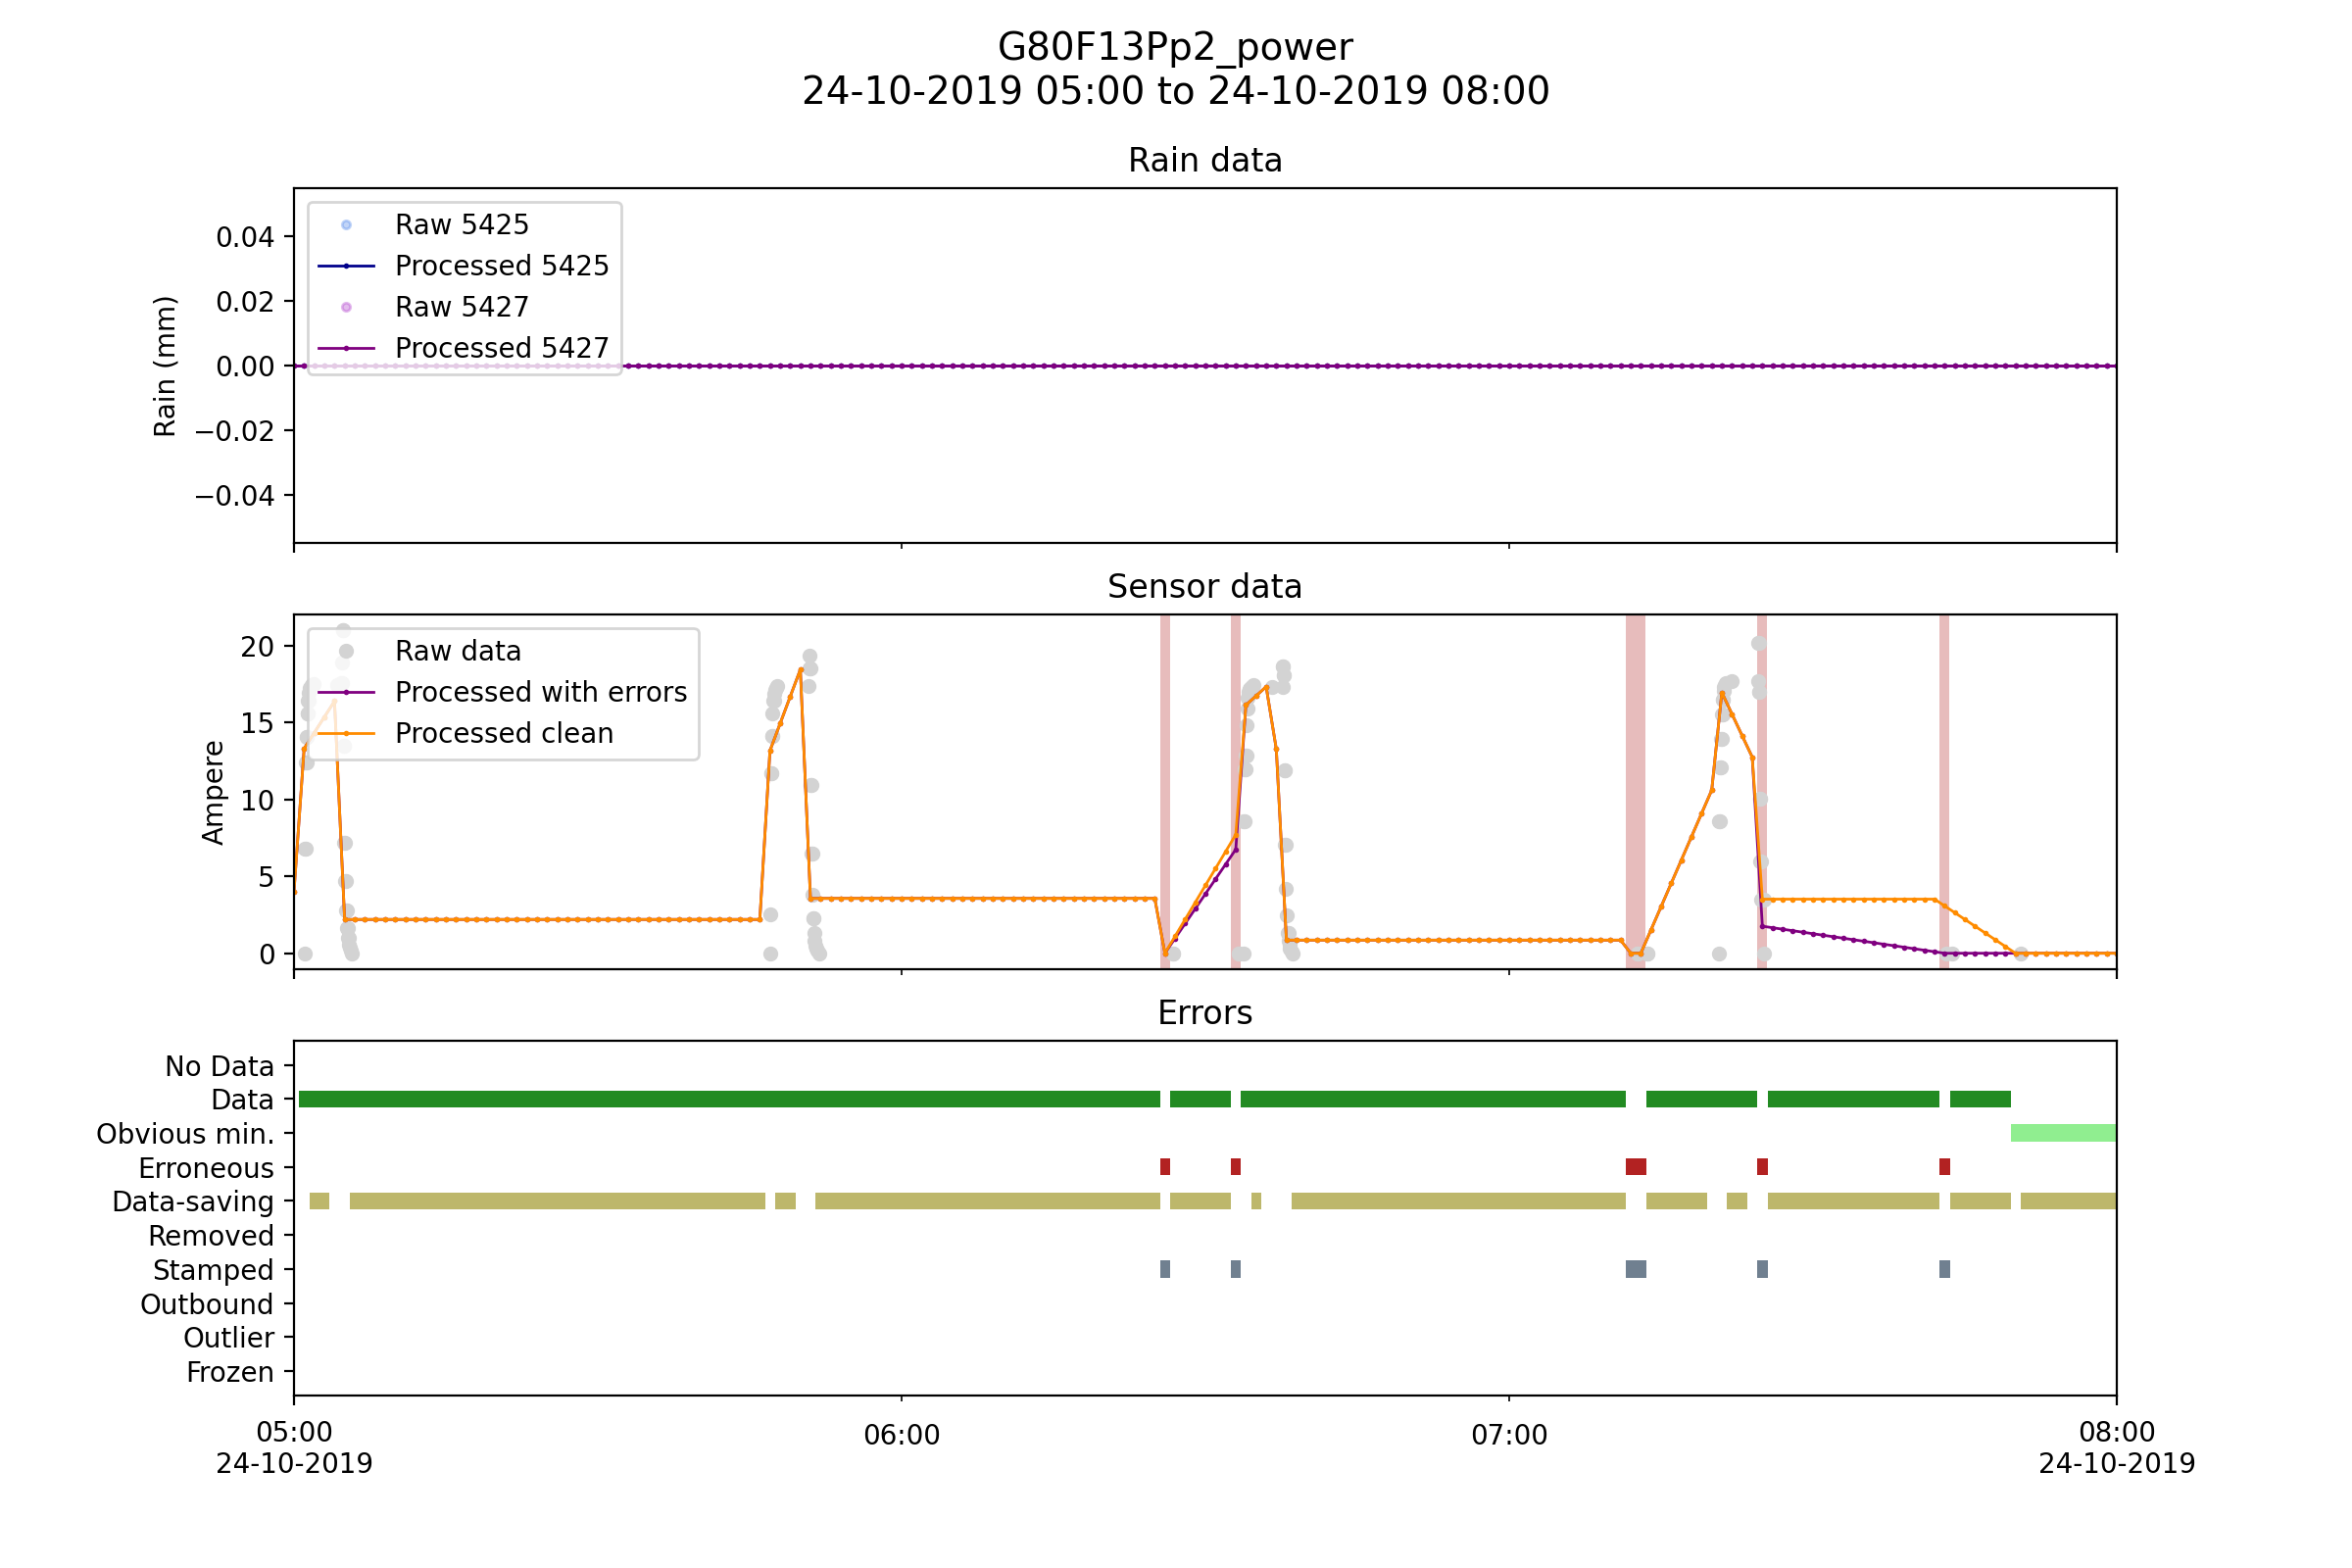 G80F13Pp2_power
24-10-2019 05:00 to 24-10-2019 08:00
Rain data
Rain (mm)
0.04
0.02
0.00
−0.02
−0.04
Raw 5425
Processed 5425
Raw 5427
Processed 5427
Sensor data
Ampere
20
15
10
5
0
Raw data
Processed with errors
Processed clean
Errors
No Data
Data
Obvious min.
Erroneous
Data-saving
Removed
Stamped
Outbound
Outlier
Frozen
05:00
24-10-2019
06:00
07:00
08:00
24-10-2019